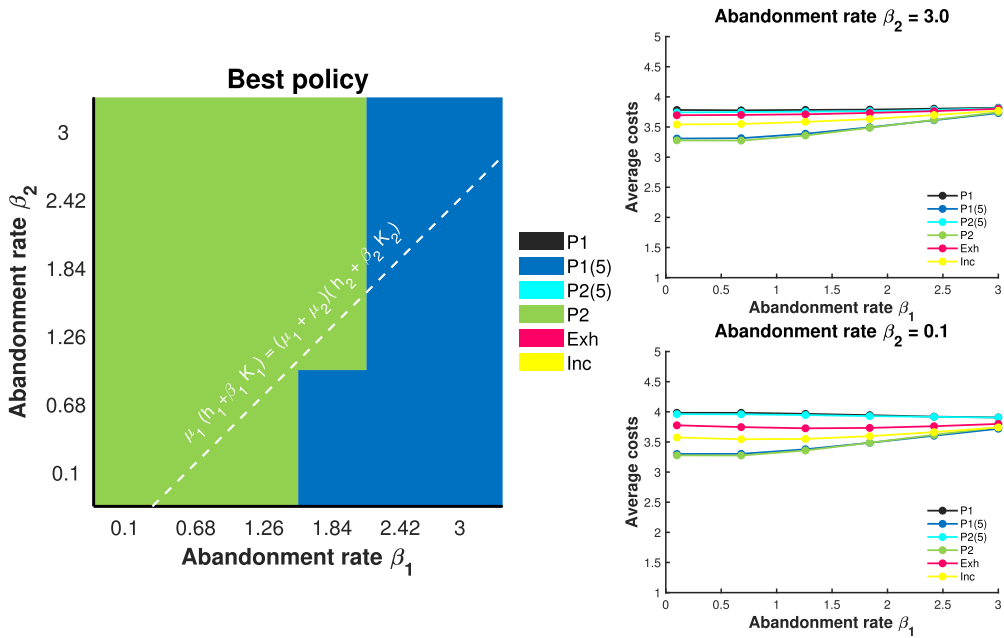 Best policy
Abandonment rate β2
3
2.42
1.84
1.26
0.68
0.1
μ1 (h1+β1 K1) = (μ1 + μ2)(h2 + β2 K2)
0.1 0.68 1.26 1.84 2.42 3
Abandonment rate β1
P1
P1(5)
P2(5)
P2
Exh
Inc
Abandonment rate β2 = 3.0
Average costs
5
4.5
4
3.5
3
2.5
2
1.5
1
P1
P1(5)
P2(5)
P2
Exh
Inc
0 0.5 1 1.5 2 2.5 3
Abandonment rate β1
Abandonment rate β2 = 0.1
Average costs
5
4.5
4
3.5
3
2.5
2
1.5
1
P1
P1(5)
P2(5)
P2
Exh
Inc
0 0.5 1 1.5 2 2.5 3
Abandonment rate β1